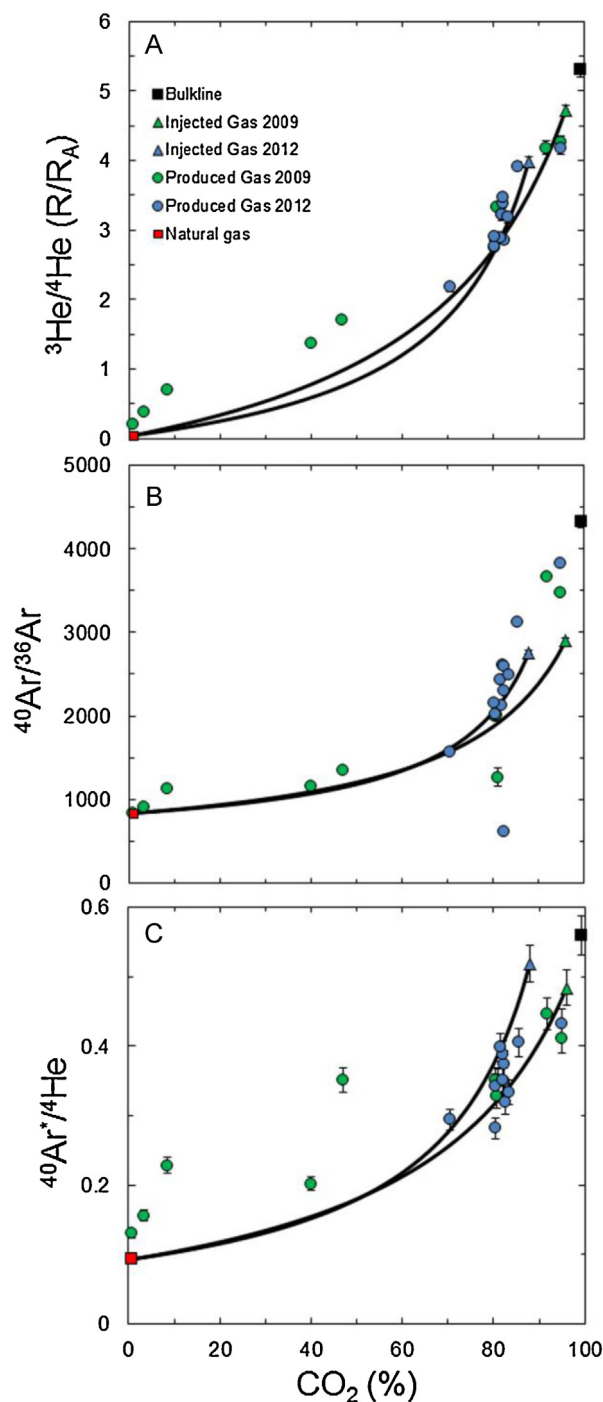 A
6
5
4
3
2
1
0
³He/⁴He (R/R_A)
Bulkline
Injected Gas 2009
Injected Gas 2012
Produced Gas 2009
Produced Gas 2012
Natural gas
B
5000
4000
3000
2000
1000
0
⁴⁰Ar/³⁶Ar
C
0.6
0.4
0.2
0
⁴⁰Ar*/⁴He
0 20 40 60 80 100
CO₂ (%)